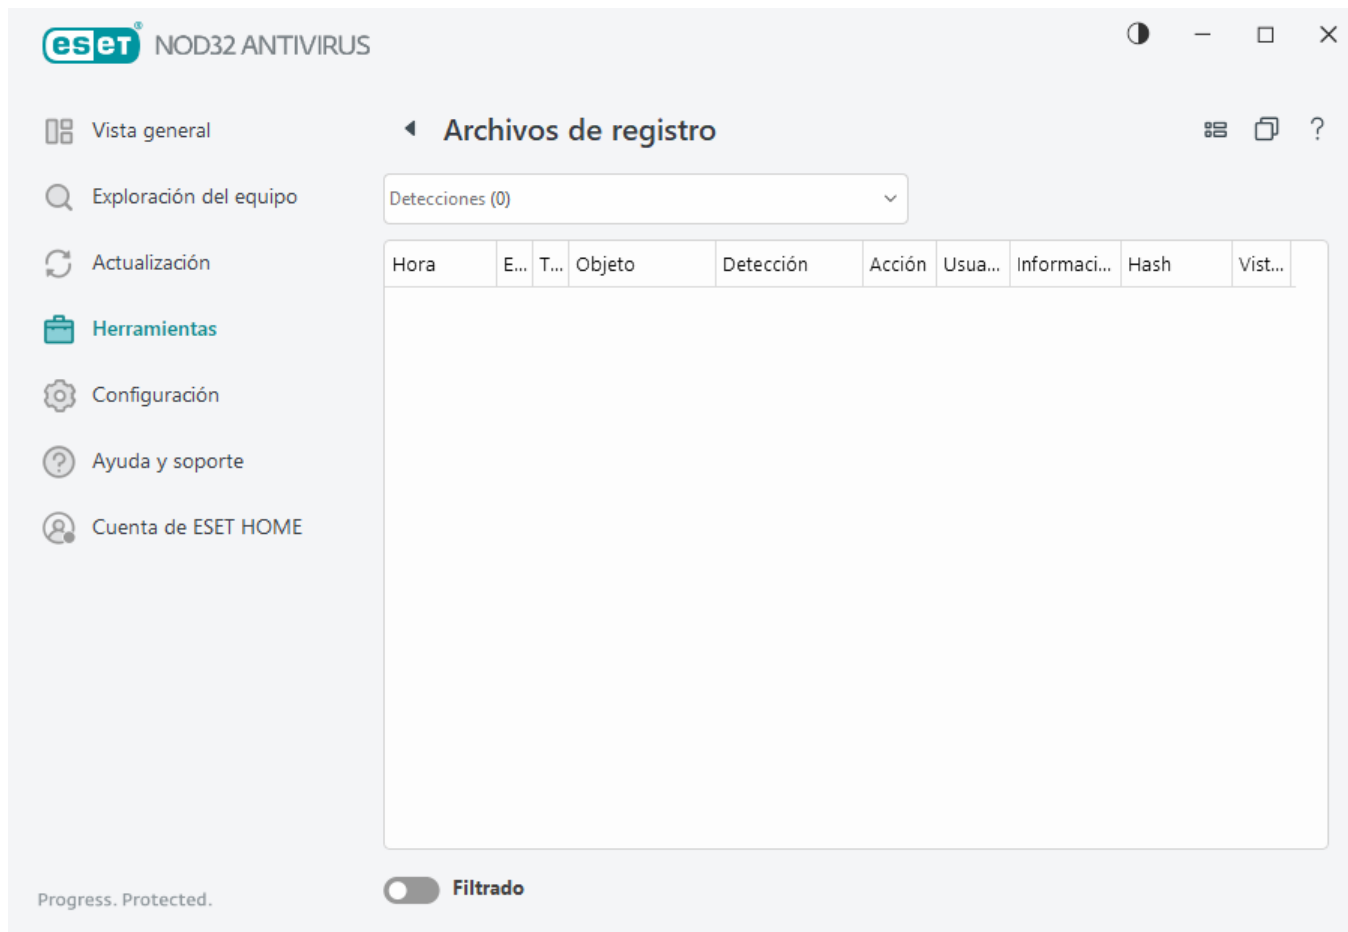 eset® NOD32 ANTIVIRUS
Vista general
Exploración del equipo
Actualización
Herramientas
Configuración
Ayuda y soporte
Cuenta de ESET HOME
Progress. Protected.
Archivos de registro
?
Detecciones (0)
Hora E... T... Objeto Detección Acción Usua... Informaci... Hash Vist...
Filtrado